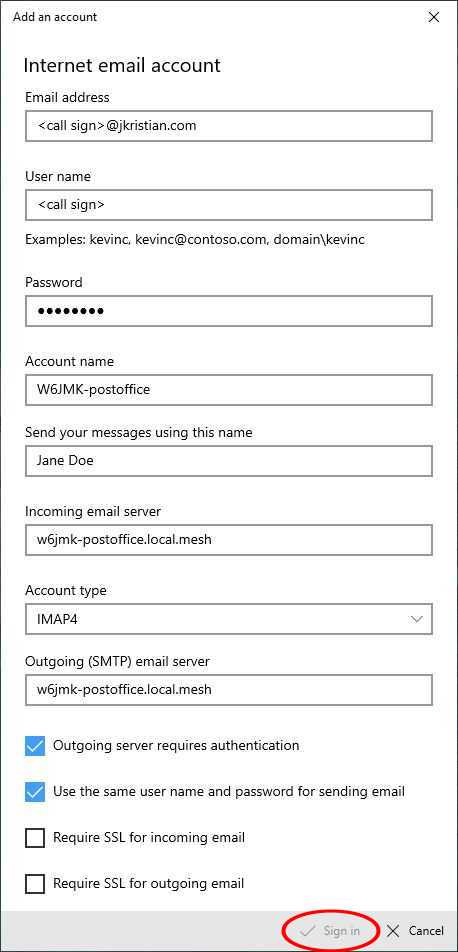 Add an account
Internet email account
Email address
<call sign>@jkristian.com
User name
<call sign>
Examples: kevinc, kevinc@contoso.com, domain\kevinc
Password
●●●●●●●●
Account name
W6JMK-postoffice
Send your messages using this name
Jane Doe
Incoming email server
w6jmk-postoffice.local.mesh
Account type
IMAP4
Outgoing (SMTP) email server
w6jmk-postoffice.local.mesh
Outgoing server requires authentication
Use the same user name and password for sending email
Require SSL for incoming email
Require SSL for outgoing email
Sign in Cancel